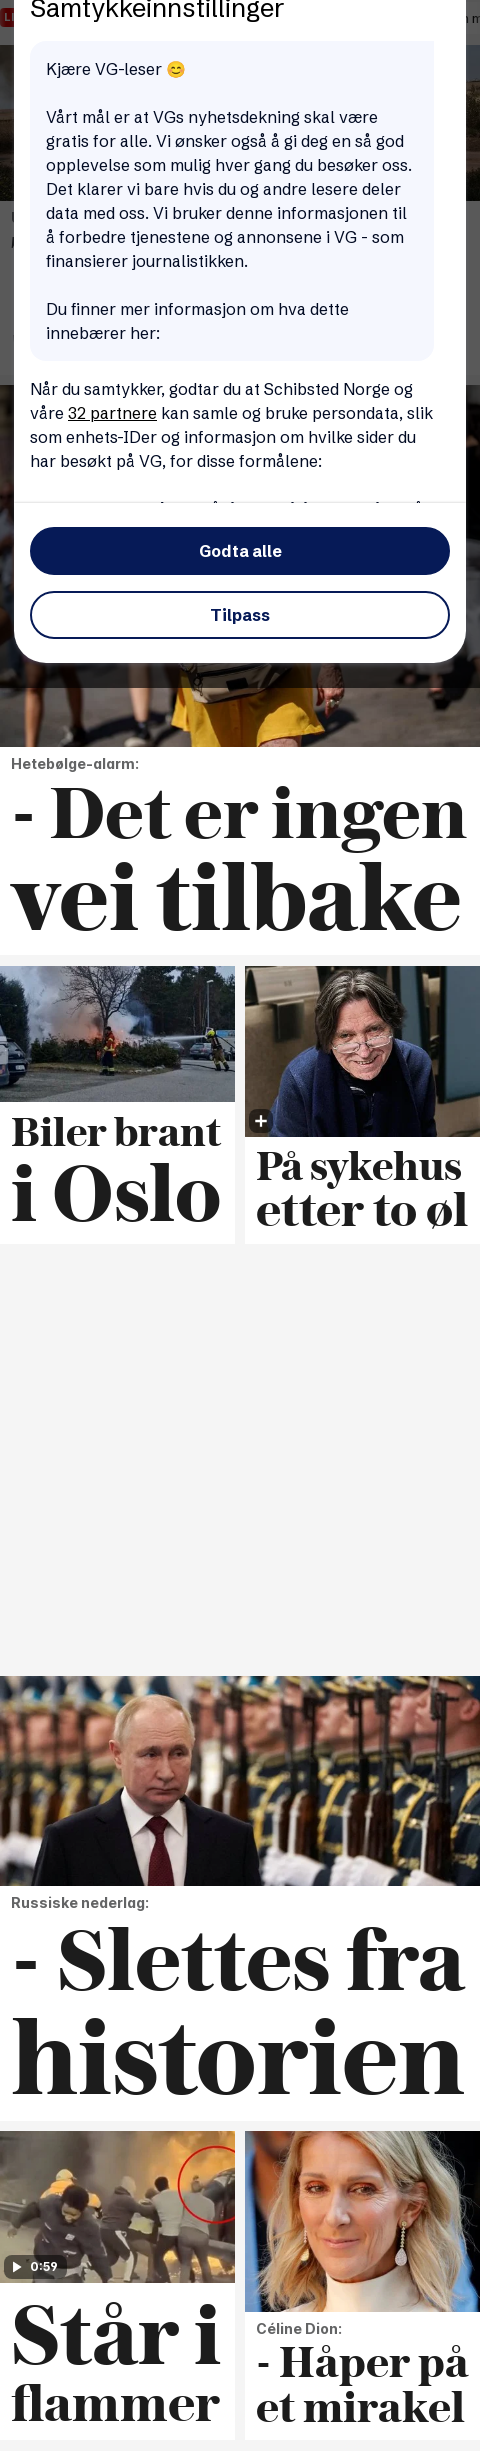 Samtykkeinnstillinger
Kjære VG-leser 😊
Vårt mål er at VGs nyhetsdekning skal være
gratis for alle. Vi ønsker også å gi deg en så god
opplevelse som mulig hver gang du besøker oss.
Det klarer vi bare hvis du og andre lesere deler
data med oss. Vi bruker denne informasjonen til
å forbedre tjenestene og annonsene i VG - som
finansierer journalistikken.
Du finner mer informasjon om hva dette
innebærer her:
Når du samtykker, godtar du at Schibsted Norge og
våre 32 partnere kan samle og bruke persondata, slik
som enhets-IDer og informasjon om hvilke sider du
har besøkt på VG, for disse formålene:
Godta alle
Tilpass
Hetebølge-alarm:
- Det er ingen
vei tilbake
Biler brant
i Oslo
På sykehus
etter to øl
Russiske nederlag:
- Slettes fra
historien
0:59
Står i
flammer
Céline Dion:
- Håper på
et mirakel